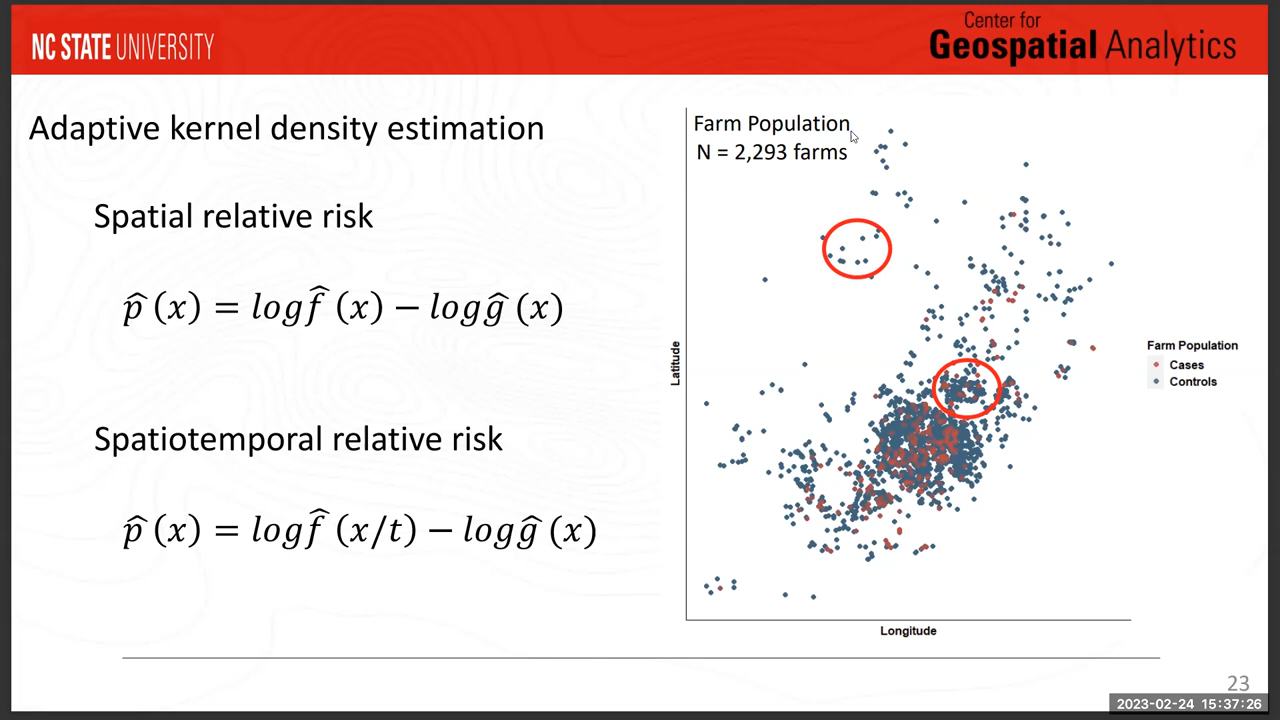 NC STATE UNIVERSITY
Center for
Geospatial Analytics
Adaptive kernel density estimation
Spatial relative risk
p̂ (x) = logf̂ (x) − logĝ (x)
Spatiotemporal relative risk
p̂ (x) = logf̂ (x/t) − logĝ (x)
Farm Population
N = 2,293 farms
Latitude
Longitude
Farm Population
Cases
Controls
23
2023-02-24 15:37:26